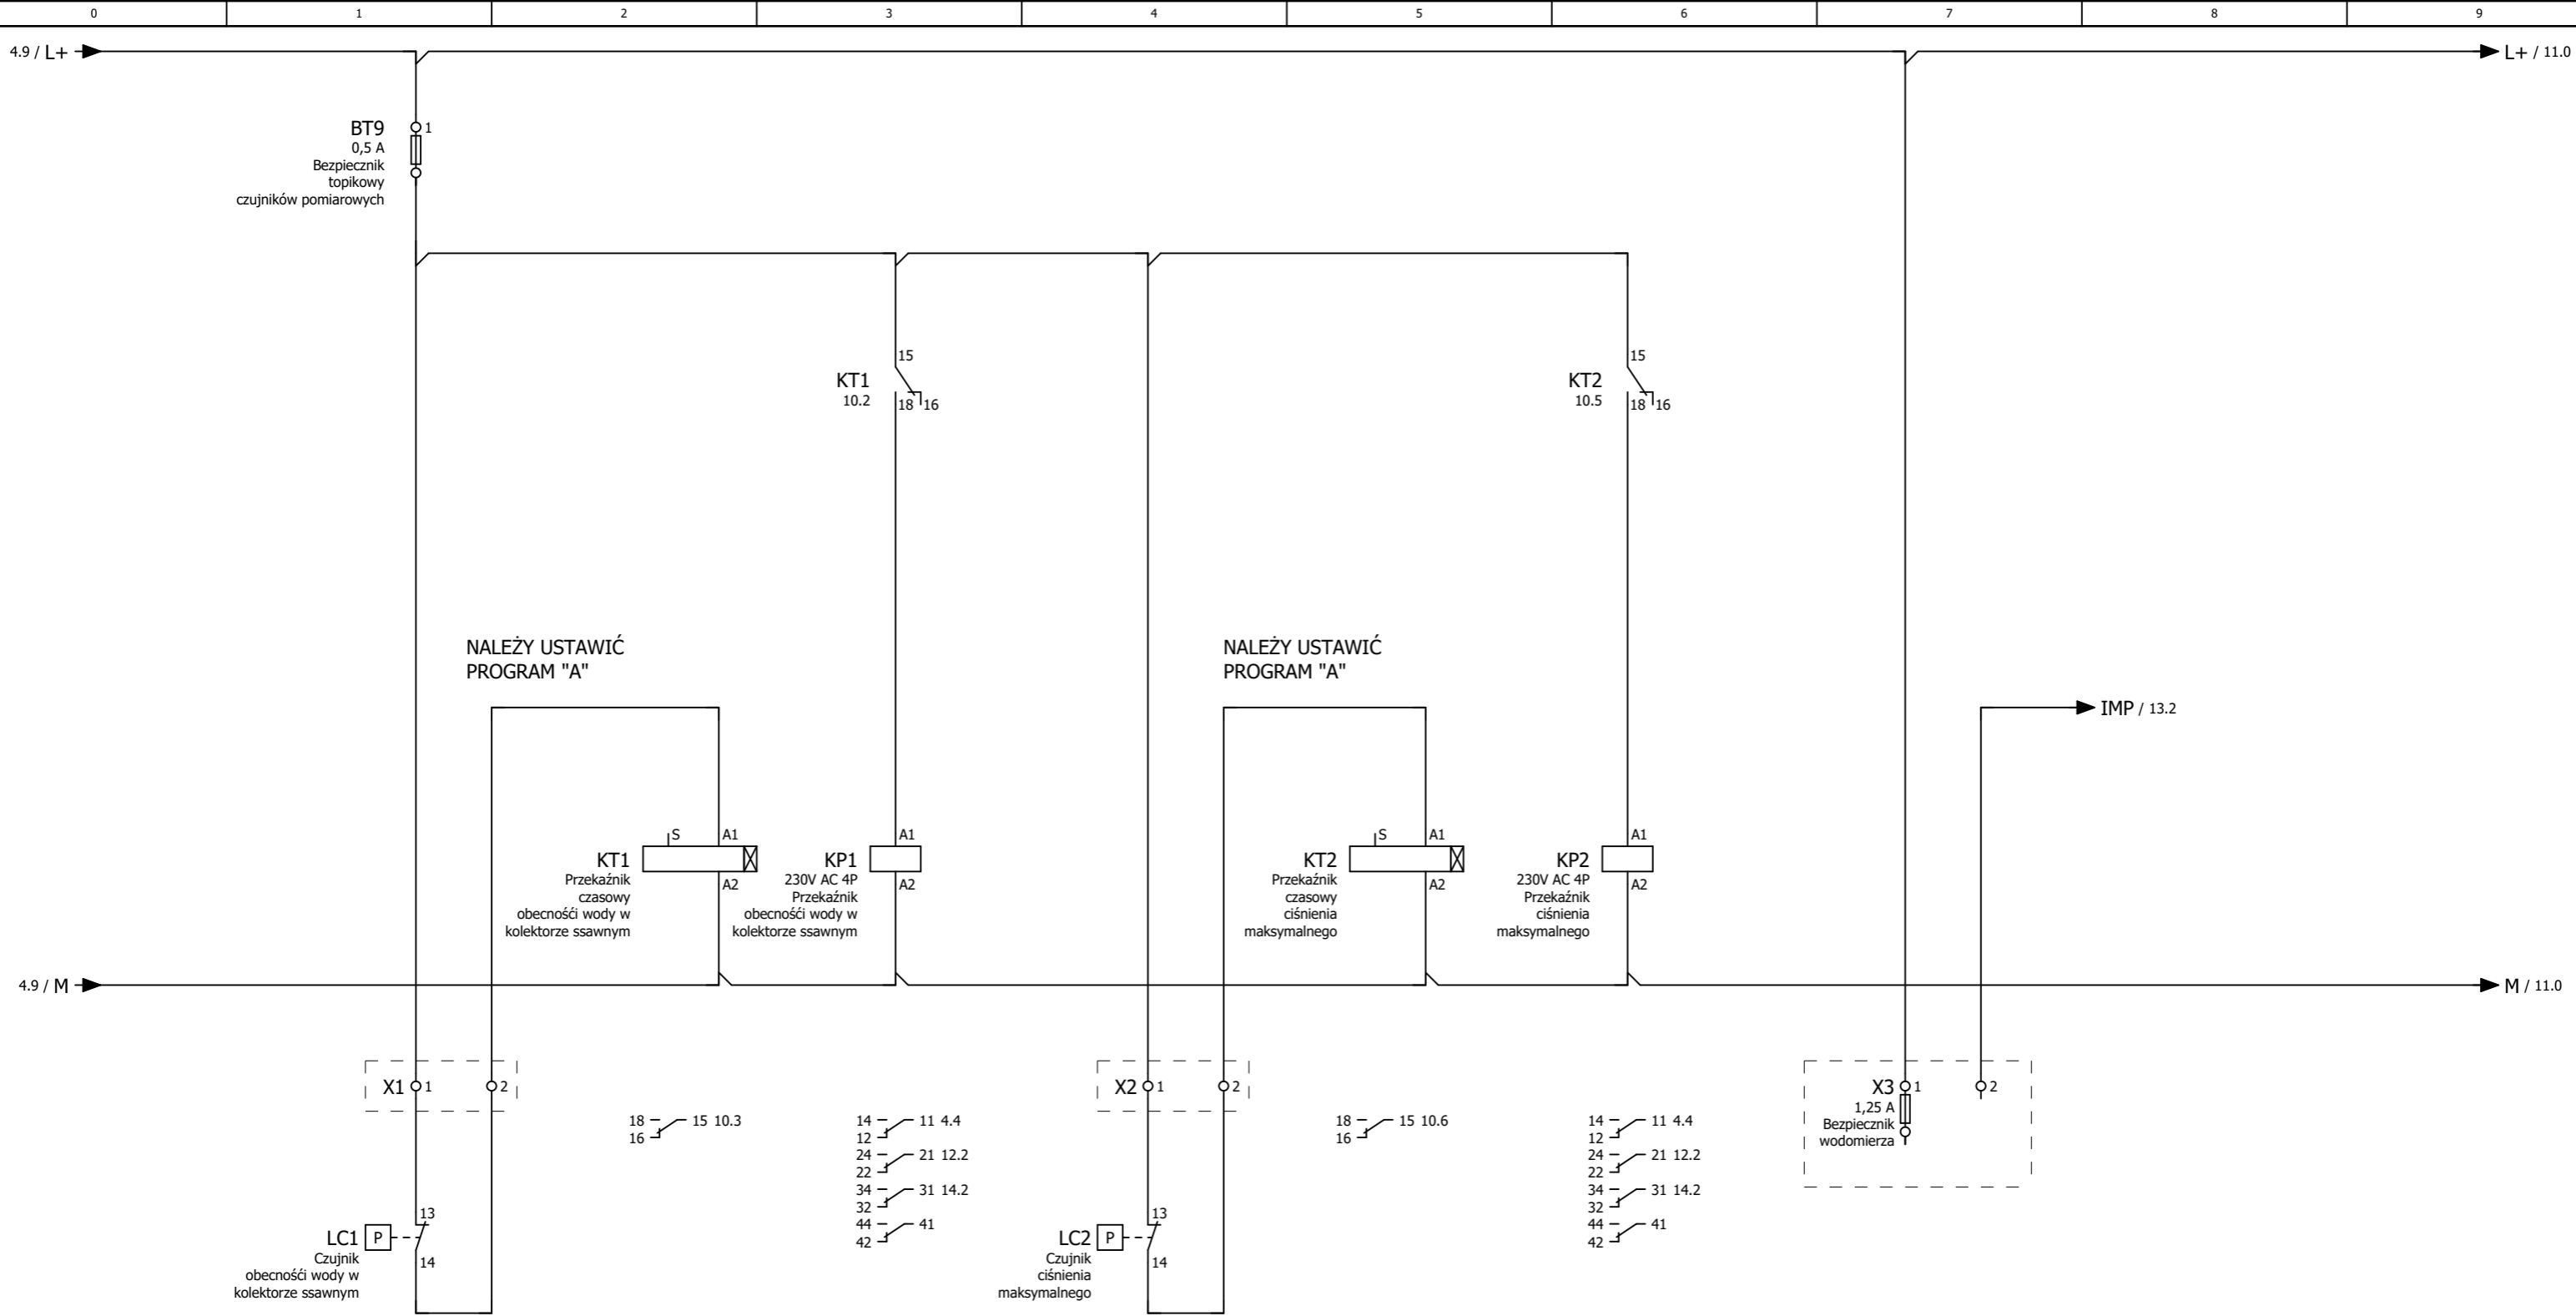 0 1 2 3 4 5 6 7 8 9
4.9 / L+
L+ / 11.0
BT9
1
0,5 A
Bezpiecznik
topikowy
czujników pomiarowych
15
KT1
10.2
18 16
15
KT2
10.5
18 16
NALEŻY USTAWIĆ
PROGRAM "A"
NALEŻY USTAWIĆ
PROGRAM "A"
IMP / 13.2
S A1
KT1
A2
Przekaźnik
czasowy
obecnośći wody w
kolektorze ssawnym
A1
KP1
A2
230V AC 4P
Przekaźnik
obecnośći wody w
kolektorze ssawnym
S A1
KT2
A2
Przekaźnik
czasowy
ciśnienia
maksymalnego
A1
KP2
A2
230V AC 4P
Przekaźnik
ciśnienia
maksymalnego
4.9 / M
M / 11.0
X1 1 2
18 15 10.3
16
14 11 4.4
12
24 21 12.2
22
34 31 14.2
32
44 41
42
X2 1 2
18 15 10.6
16
14 11 4.4
12
24 21 12.2
22
34 31 14.2
32
44 41
42
X3 1 2
1,25 A
Bezpiecznik
wodomierza
13
LC1 P
14
Czujnik
obecnośći wody w
kolektorze ssawnym
13
LC2 P
14
Czujnik
ciśnienia
maksymalnego